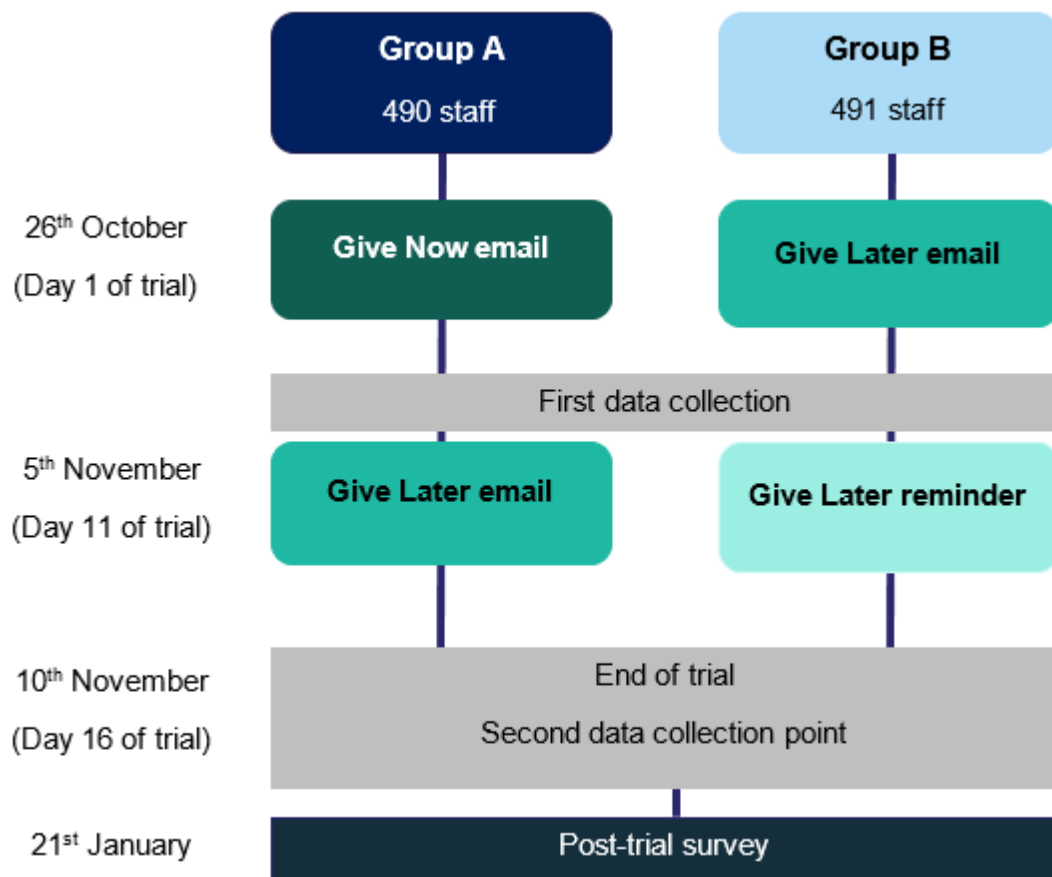 Group A
490 staff
Group B
491 staff
26th October
(Day 1 of trial)
Give Now email
Give Later email
First data collection
5th November
(Day 11 of trial)
Give Later email
Give Later reminder
10th November
(Day 16 of trial)
End of trial
Second data collection point
21st January
Post-trial survey